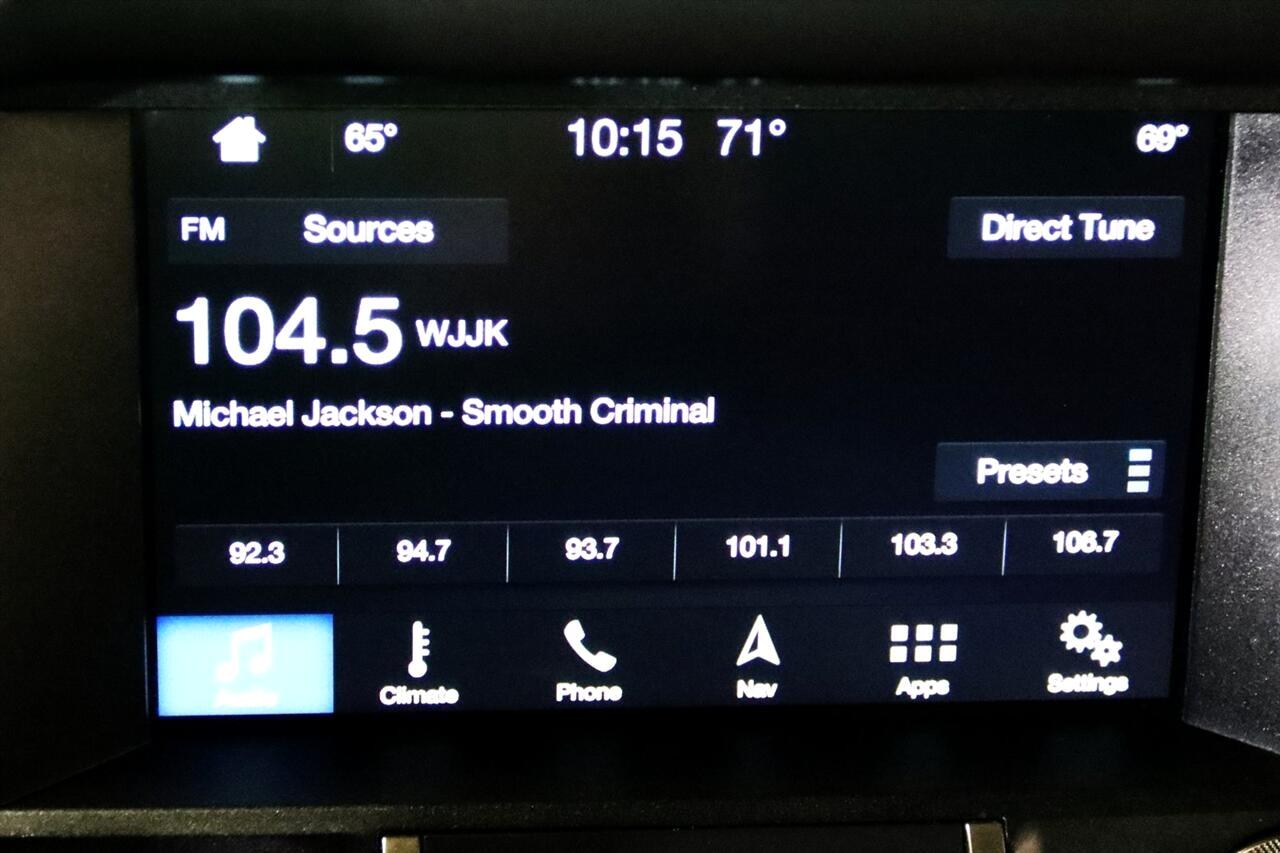 65° 10:15 71° 69°
FM Sources Direct Tune
104.5 WJJK
Michael Jackson - Smooth Criminal
Presets
92.3 94.7 93.7 101.1 103.3 106.7
Audio Climate Phone Nav Apps Settings